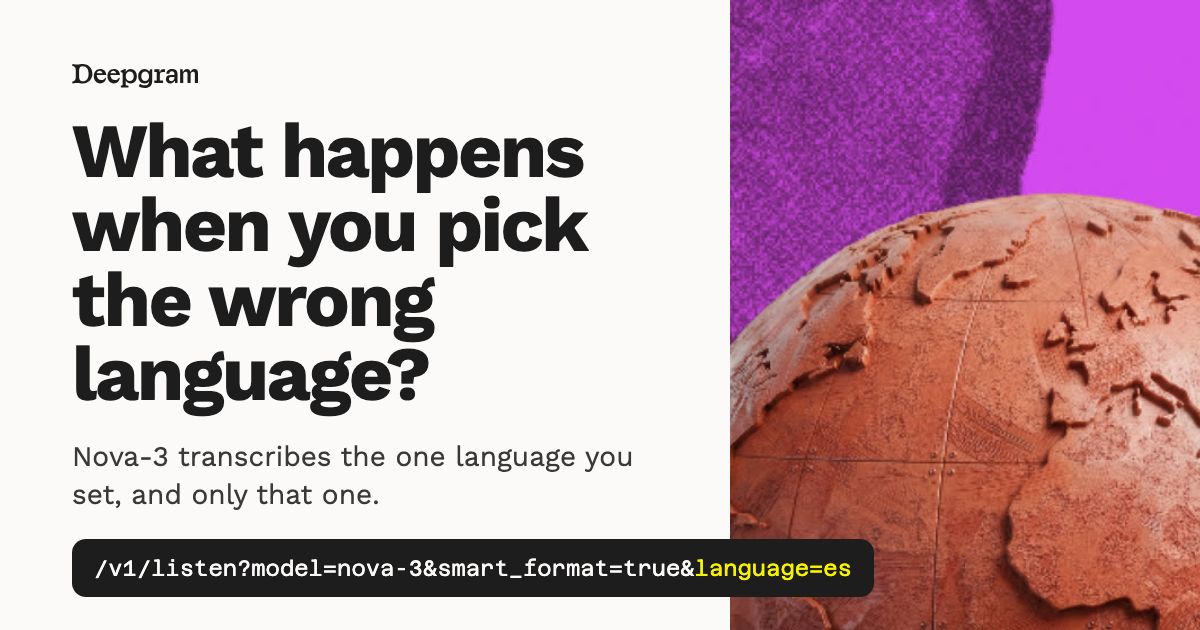 Deepgram
What happens
when you pick
the wrong
language?
Nova-3 transcribes the one language you
set, and only that one.
/v1/listen?model=nova-3&smart_format=true&language=es